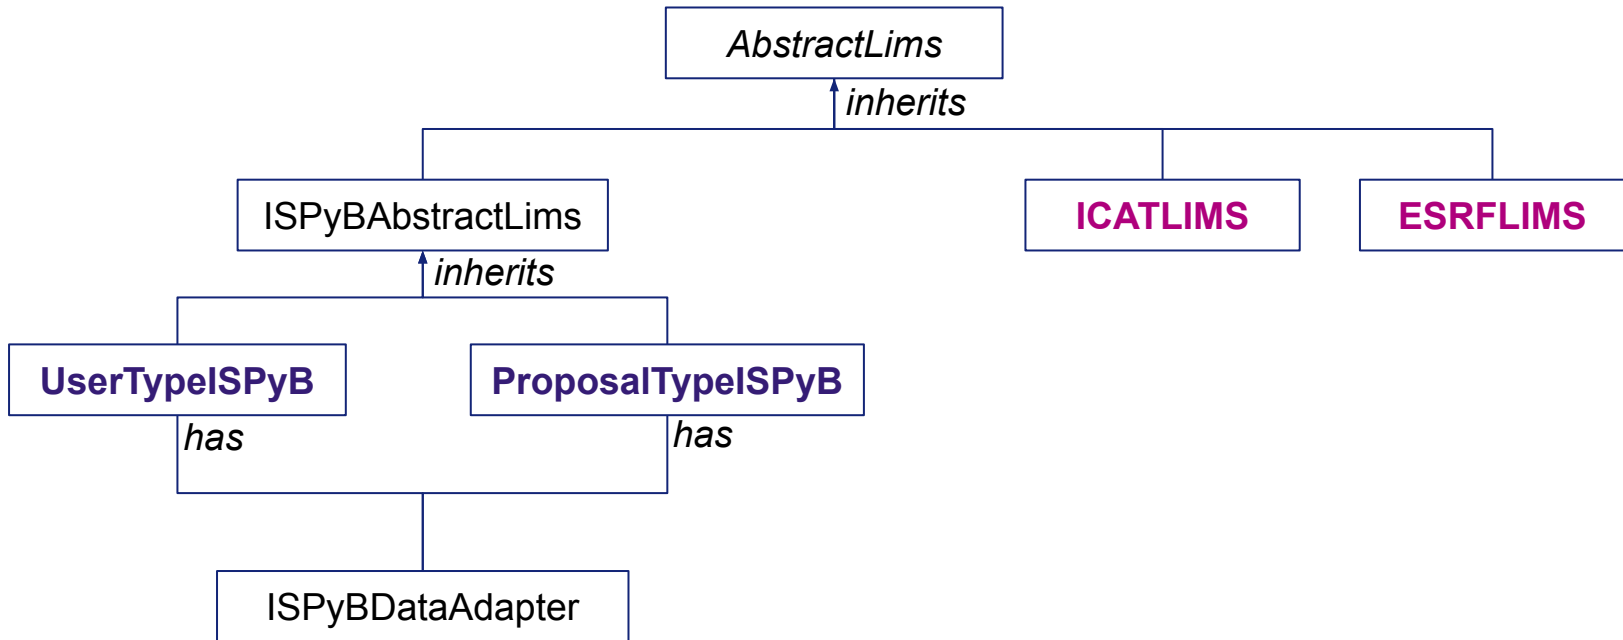 AbstractLims
inherits
ISPyBAbstractLims
ICATLIMS
ESRFLIMS
inherits
UserTypeISPyB
ProposalTypeISPyB
has
has
ISPyBDataAdapter